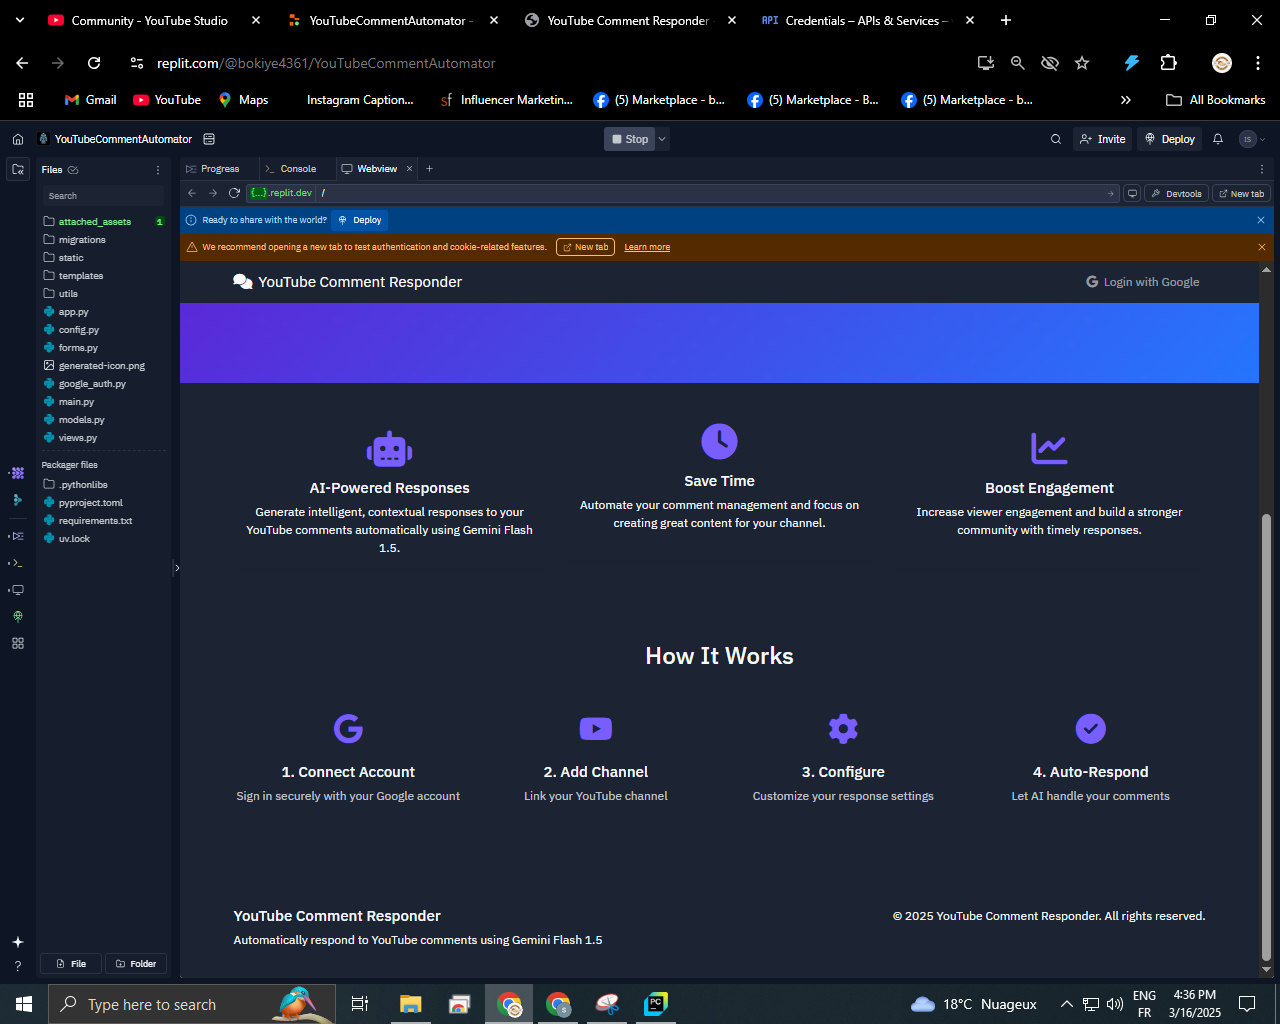 Community - YouTube Studio
YouTubeCommentAutomator -
YouTube Comment Responder
API Credentials – APIs & Services –
replit.com/@bokiye4361/YouTubeCommentAutomator
Gmail
YouTube
Maps
Instagram Caption...
sf Influencer Marketin...
(5) Marketplace - b...
(5) Marketplace - B...
(5) Marketplace - b...
All Bookmarks
YouTubeCommentAutomator
Stop
Invite
Deploy
IS
Files
Progress
Console
Webview
Search
{...}.replit.dev /
Devtools
New tab
Ready to share with the world?
Deploy
We recommend opening a new tab to test authentication and cookie-related features.
New tab
Learn more
attached_assets 1
migrations
static
templates
utils
app.py
config.py
forms.py
generated-icon.png
google_auth.py
main.py
models.py
views.py
Packager files
.pythonlibs
pyproject.toml
requirements.txt
uv.lock
File
Folder
YouTube Comment Responder
Login with Google
AI-Powered Responses
Generate intelligent, contextual responses to your
YouTube comments automatically using Gemini Flash
1.5.
Save Time
Automate your comment management and focus on
creating great content for your channel.
Boost Engagement
Increase viewer engagement and build a stronger
community with timely responses.
How It Works
1. Connect Account
Sign in securely with your Google account
2. Add Channel
Link your YouTube channel
3. Configure
Customize your response settings
4. Auto-Respond
Let AI handle your comments
YouTube Comment Responder
Automatically respond to YouTube comments using Gemini Flash 1.5
© 2025 YouTube Comment Responder. All rights reserved.
Type here to search
PC
18°C Nuageux
ENG
FR
4:36 PM
3/16/2025